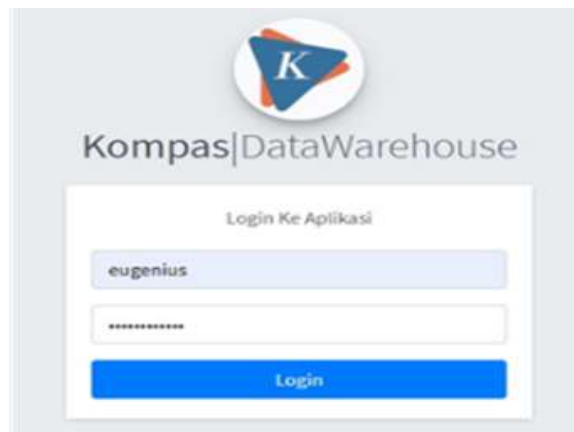 K
Kompas|DataWarehouse
Login Ke Aplikasi
eugenius
••••••••••••
Login